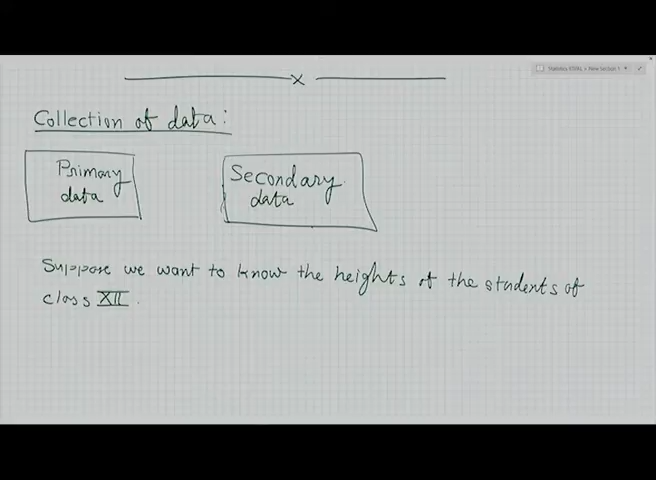 Collection of data:
Primary
data
Secondary
data
Suppose we want to know the heights of the students of
class XII.